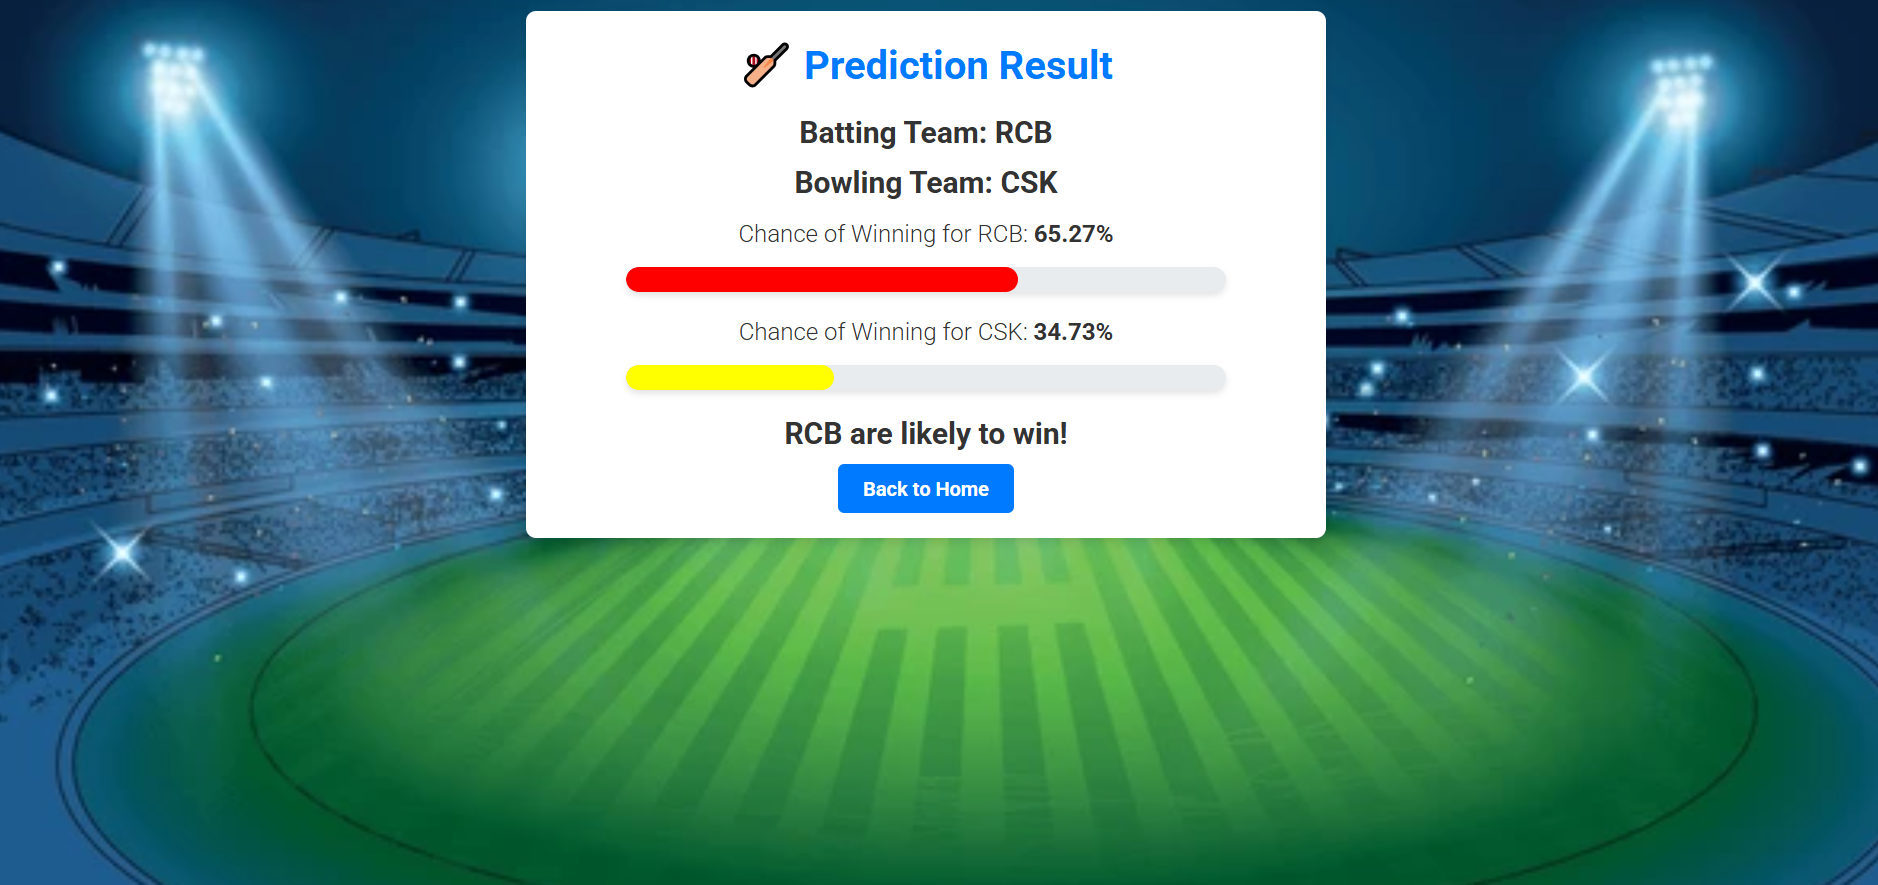 Prediction Result
Batting Team: RCB
Bowling Team: CSK
Chance of Winning for RCB: 65.27%
Chance of Winning for CSK: 34.73%
RCB are likely to win!
Back to Home